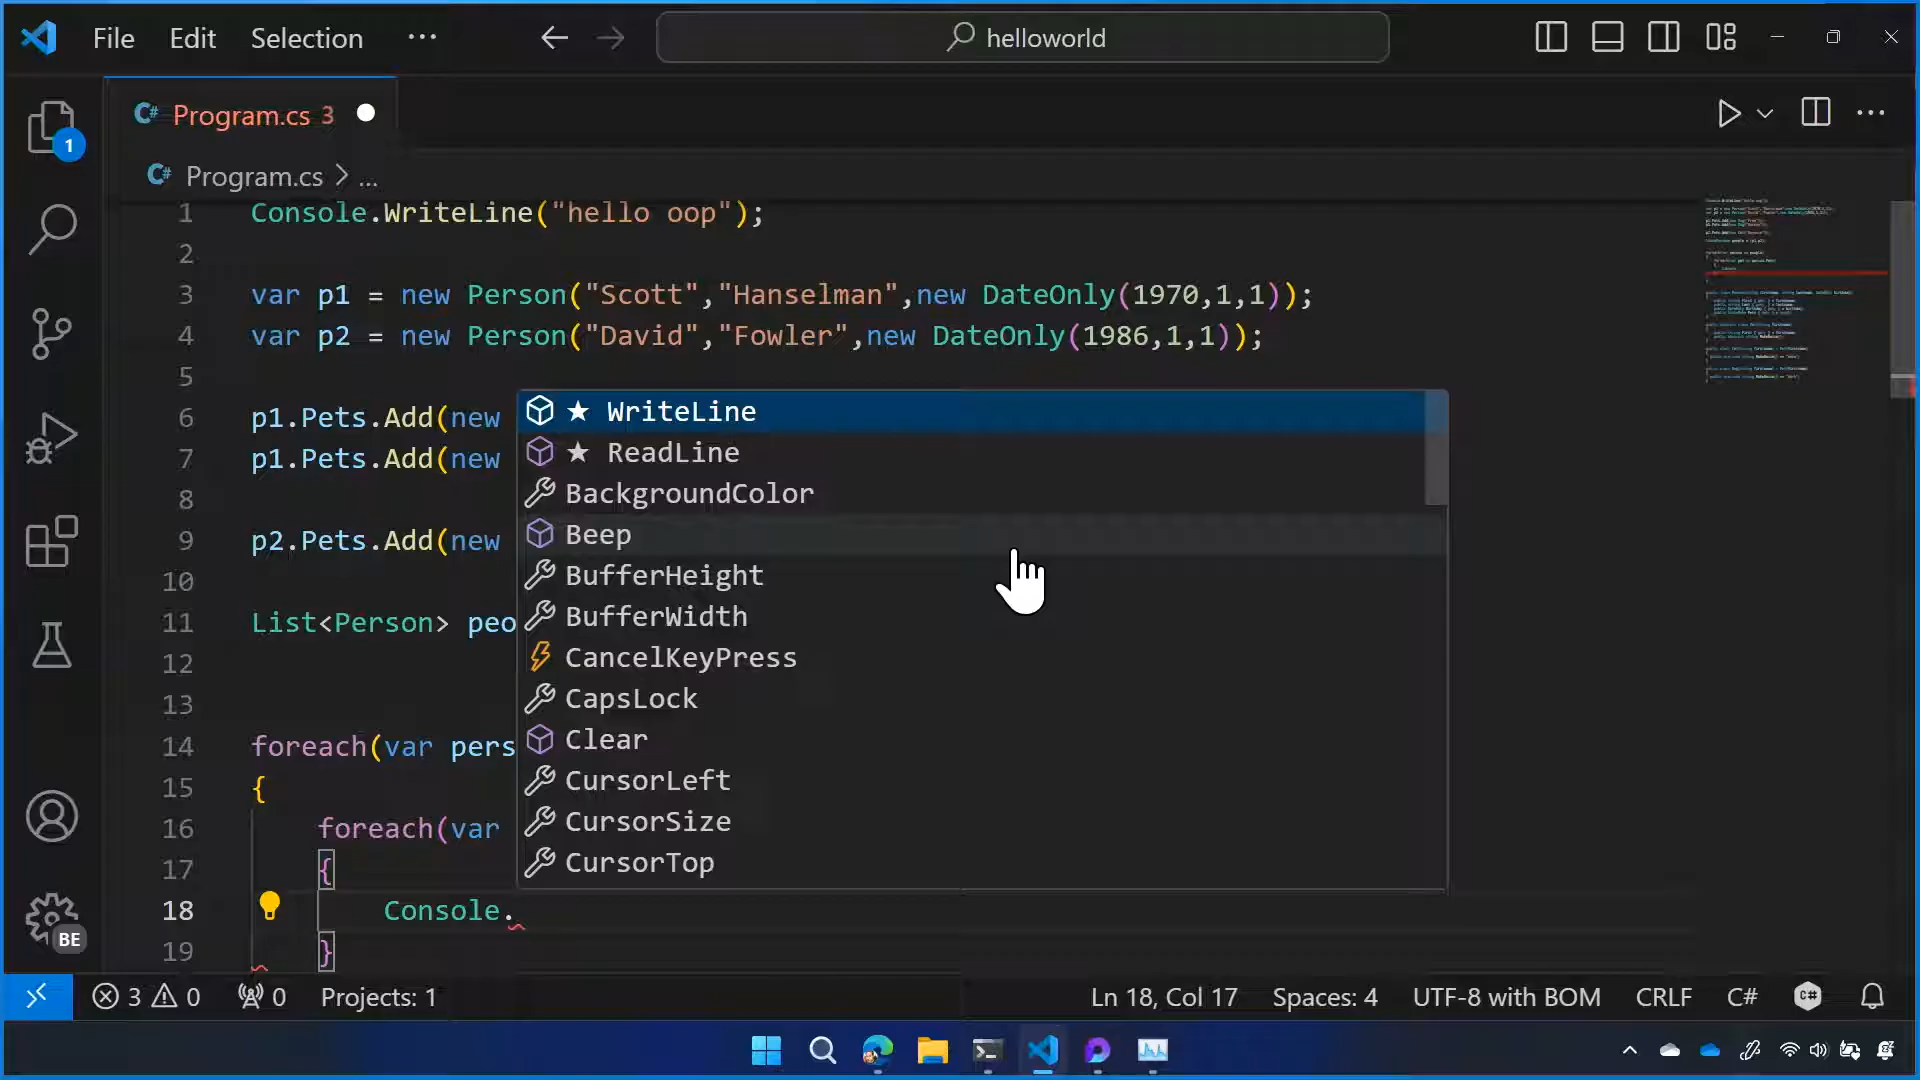 File Edit Selection ··· helloworld
Program.cs 3
1
Program.cs > ...
1 Console.WriteLine("hello oop");
2
3 var p1 = new Person("Scott","Hanselman",new DateOnly(1970,1,1));
4 var p2 = new Person("David","Fowler",new DateOnly(1986,1,1));
5
6 p1.Pets.Add(new
7 p1.Pets.Add(new
8
9 p2.Pets.Add(new
10
11 List<Person> peo
12
13
14 foreach(var pers
15 {
16 foreach(var
17 {
18 Console.
19 }
★ WriteLine
★ ReadLine
BackgroundColor
Beep
BufferHeight
BufferWidth
CancelKeyPress
CapsLock
Clear
CursorLeft
CursorSize
CursorTop
BE
3 0 0 Projects: 1 Ln 18, Col 17 Spaces: 4 UTF-8 with BOM CRLF C# C#